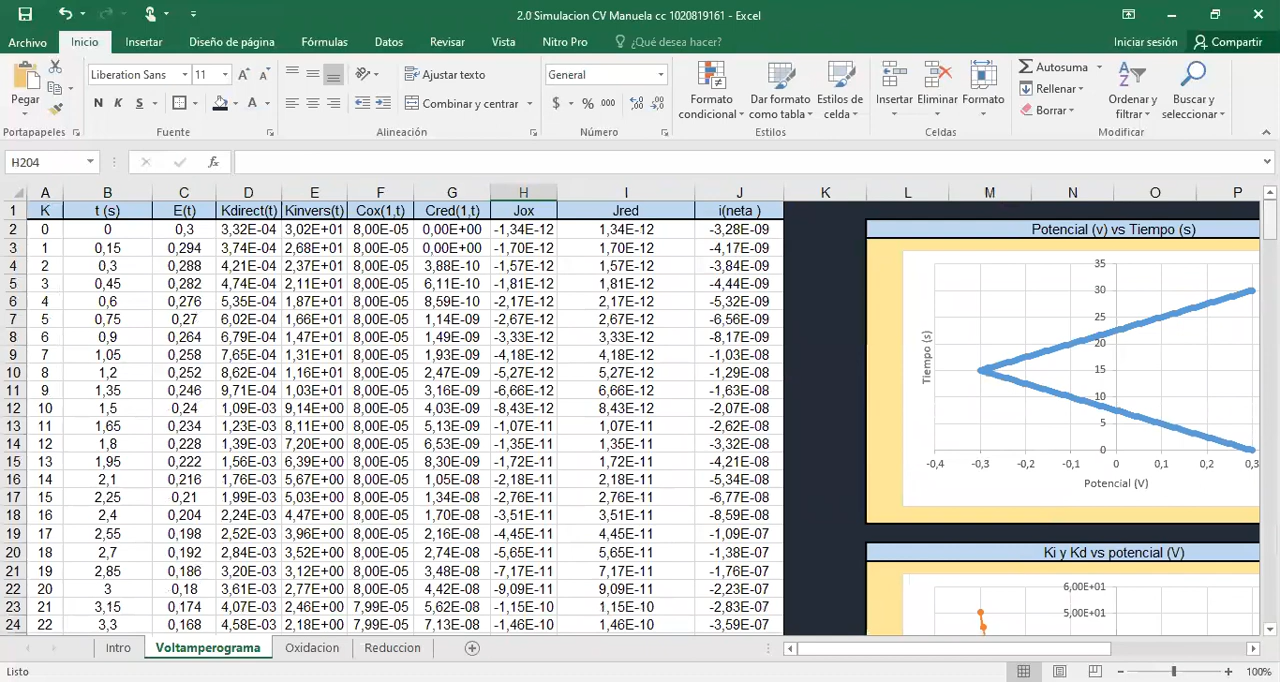 2.0 Simulacion CV Manuela cc 1020819161 - Excel
Archivo Inicio Insertar Diseño de página Fórmulas Datos Revisar Vista Nitro Pro ¿Qué desea hacer? Iniciar sesión Compartir
Pegar Liberation Sans 11 Ajustar texto General Formato condicional Dar formato como tabla Estilos de celda Insertar Eliminar Formato Autosuma Rellenar Borrar Ordenar y filtrar Buscar y seleccionar
N K S A Combinar y centrar $ % 000
Portapapeles Fuente Alineación Número Estilos Celdas Modificar
H204 fx
A B C D E F G H I J K L M N O P
1 K t (s) E(t) Kdirect(t) Kinvers(t) Cox(1,t) Cred(1,t) Jox Jred i(neta )
2 0 0 0,3 3,32E-04 3,02E+01 8,00E-05 0,00E+00 -1,34E-12 1,34E-12 -3,28E-09
3 1 0,15 0,294 3,74E-04 2,68E+01 8,00E-05 0,00E+00 -1,70E-12 1,70E-12 -4,17E-09
4 2 0,3 0,288 4,21E-04 2,37E+01 8,00E-05 3,88E-10 -1,57E-12 1,57E-12 -3,84E-09
5 3 0,45 0,282 4,74E-04 2,11E+01 8,00E-05 6,11E-10 -1,81E-12 1,81E-12 -4,44E-09
6 4 0,6 0,276 5,35E-04 1,87E+01 8,00E-05 8,59E-10 -2,17E-12 2,17E-12 -5,32E-09
7 5 0,75 0,27 6,02E-04 1,66E+01 8,00E-05 1,14E-09 -2,67E-12 2,67E-12 -6,56E-09
8 6 0,9 0,264 6,79E-04 1,47E+01 8,00E-05 1,49E-09 -3,33E-12 3,33E-12 -8,17E-09
9 7 1,05 0,258 7,65E-04 1,31E+01 8,00E-05 1,93E-09 -4,18E-12 4,18E-12 -1,03E-08
10 8 1,2 0,252 8,62E-04 1,16E+01 8,00E-05 2,47E-09 -5,27E-12 5,27E-12 -1,29E-08
11 9 1,35 0,246 9,71E-04 1,03E+01 8,00E-05 3,16E-09 -6,66E-12 6,66E-12 -1,63E-08
12 10 1,5 0,24 1,09E-03 9,14E+00 8,00E-05 4,03E-09 -8,43E-12 8,43E-12 -2,07E-08
13 11 1,65 0,234 1,23E-03 8,11E+00 8,00E-05 5,13E-09 -1,07E-11 1,07E-11 -2,62E-08
14 12 1,8 0,228 1,39E-03 7,20E+00 8,00E-05 6,53E-09 -1,35E-11 1,35E-11 -3,32E-08
15 13 1,95 0,222 1,56E-03 6,39E+00 8,00E-05 8,30E-09 -1,72E-11 1,72E-11 -4,21E-08
16 14 2,1 0,216 1,76E-03 5,67E+00 8,00E-05 1,05E-08 -2,18E-11 2,18E-11 -5,34E-08
17 15 2,25 0,21 1,99E-03 5,03E+00 8,00E-05 1,34E-08 -2,76E-11 2,76E-11 -6,77E-08
18 16 2,4 0,204 2,24E-03 4,47E+00 8,00E-05 1,70E-08 -3,51E-11 3,51E-11 -8,59E-08
19 17 2,55 0,198 2,52E-03 3,96E+00 8,00E-05 2,16E-08 -4,45E-11 4,45E-11 -1,09E-07
20 18 2,7 0,192 2,84E-03 3,52E+00 8,00E-05 2,74E-08 -5,65E-11 5,65E-11 -1,38E-07
21 19 2,85 0,186 3,20E-03 3,12E+00 8,00E-05 3,48E-08 -7,17E-11 7,17E-11 -1,76E-07
22 20 3 0,18 3,61E-03 2,77E+00 8,00E-05 4,42E-08 -9,09E-11 9,09E-11 -2,23E-07
23 21 3,15 0,174 4,07E-03 2,46E+00 7,99E-05 5,62E-08 -1,15E-10 1,15E-10 -2,83E-07
24 22 3,3 0,168 4,58E-03 2,18E+00 7,99E-05 7,13E-08 -1,46E-10 1,46E-10 -3,59E-07
Potencial (v) vs Tiempo (s)
35
30
25
20
15
10
5
0
Tiempo (s)
-0,4 -0,3 -0,2 -0,1 0 0,1 0,2 0,3
Potencial (V)
Ki y Kd vs potencial (V)
6,00E+01
5,00E+01
Intro Voltamperograma Oxidacion Reduccion
Listo 100%